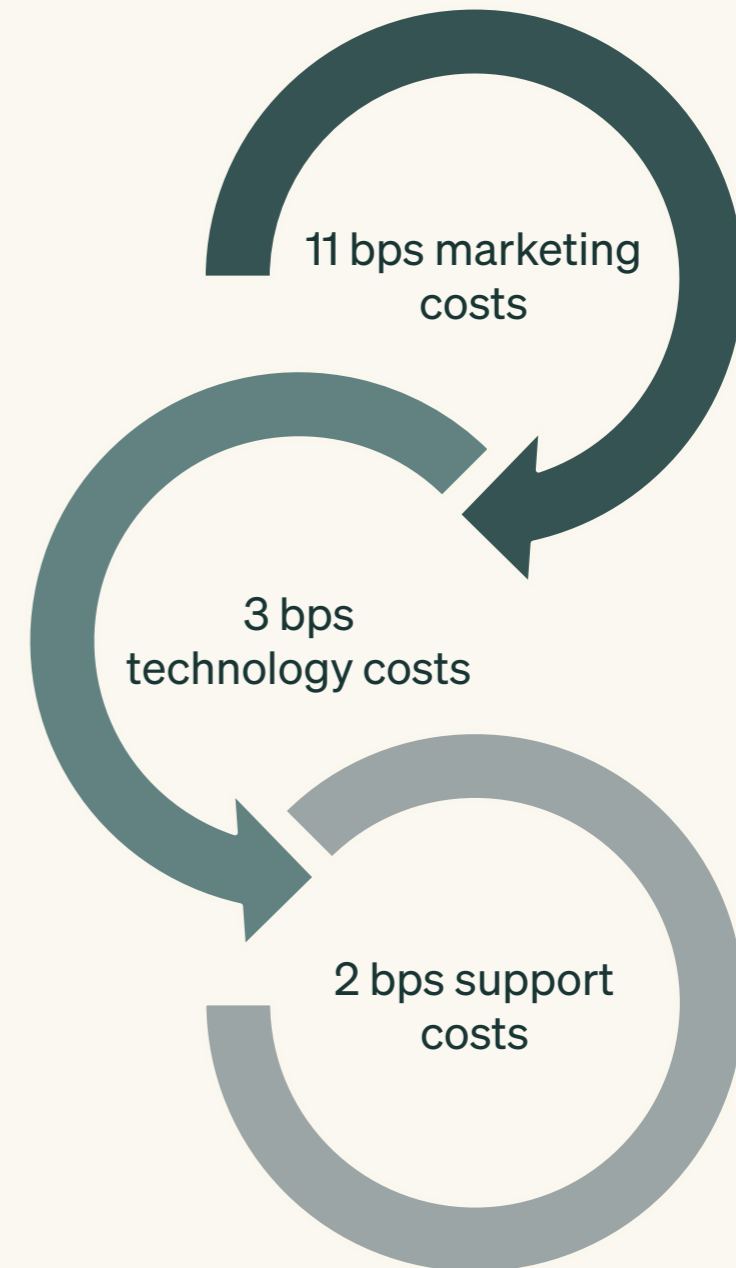 11 bps marketing
costs
3 bps
technology costs
2 bps support
costs